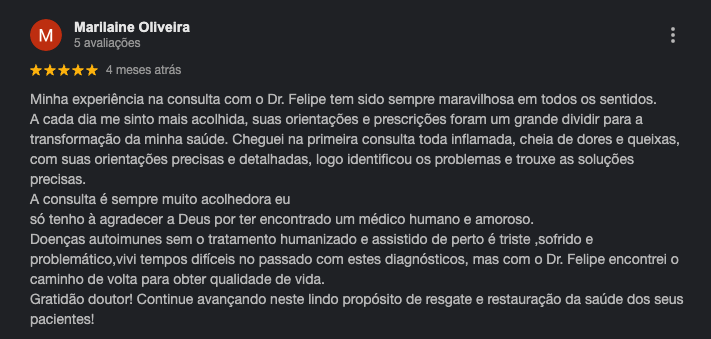 M
Marilaine Oliveira
5 avaliações
4 meses atrás
Minha experiência na consulta com o Dr. Felipe tem sido sempre maravilhosa em todos os sentidos.
A cada dia me sinto mais acolhida, suas orientações e prescrições foram um grande dividir para a
transformação da minha saúde. Cheguei na primeira consulta toda inflamada, cheia de dores e queixas,
com suas orientações precisas e detalhadas, logo identificou os problemas e trouxe as soluções
precisas.
A consulta é sempre muito acolhedora eu
só tenho à agradecer a Deus por ter encontrado um médico humano e amoroso.
Doenças autoimunes sem o tratamento humanizado e assistido de perto é triste ,sofrido e
problemático,vivi tempos difíceis no passado com estes diagnósticos, mas com o Dr. Felipe encontrei o
caminho de volta para obter qualidade de vida.
Gratidão doutor! Continue avançando neste lindo propósito de resgate e restauração da saúde dos seus
pacientes!